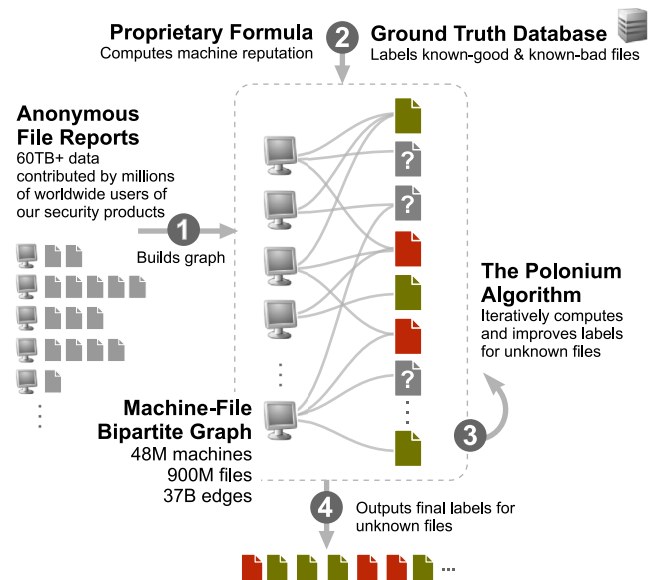 Proprietary Formula
Computes machine reputation
2
Ground Truth Database
Labels known-good & known-bad files
Anonymous
File Reports
60TB+ data
contributed by millions
of worldwide users of
our security products
1
Builds graph
?
?
?
The Polonium
Algorithm
Iteratively computes
and improves labels
for unknown files
3
Machine-File
Bipartite Graph
48M machines
900M files
37B edges
4
Outputs final labels for
unknown files
...